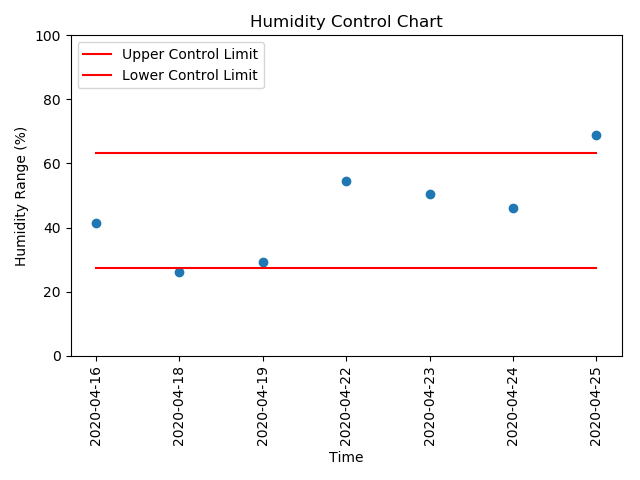 Humidity Control Chart
Upper Control Limit
Lower Control Limit
Humidity Range (%)
100
80
60
40
20
0
2020-04-16
2020-04-18
2020-04-19
2020-04-22
2020-04-23
2020-04-24
2020-04-25
Time